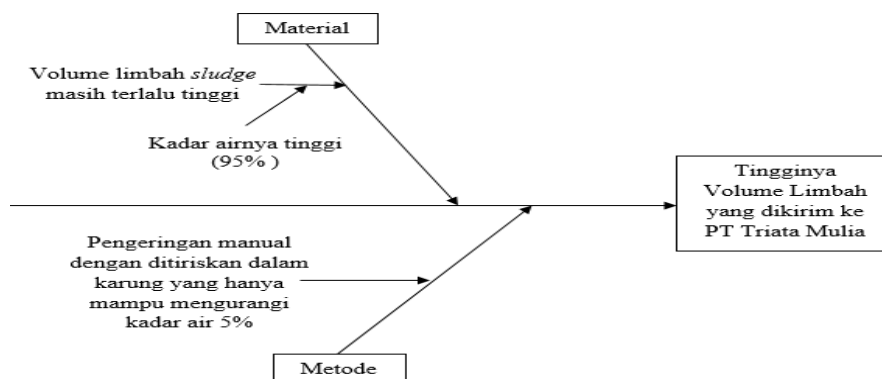 Material
Volume limbah sludge
masih terlalu tinggi
Kadar airnya tinggi
(95% )
Tingginya
Volume Limbah
yang dikirim ke
PT Triata Mulia
Pengeringan manual
dengan ditiriskan dalam
karung yang hanya
mampu mengurangi
kadar air 5%
Metode